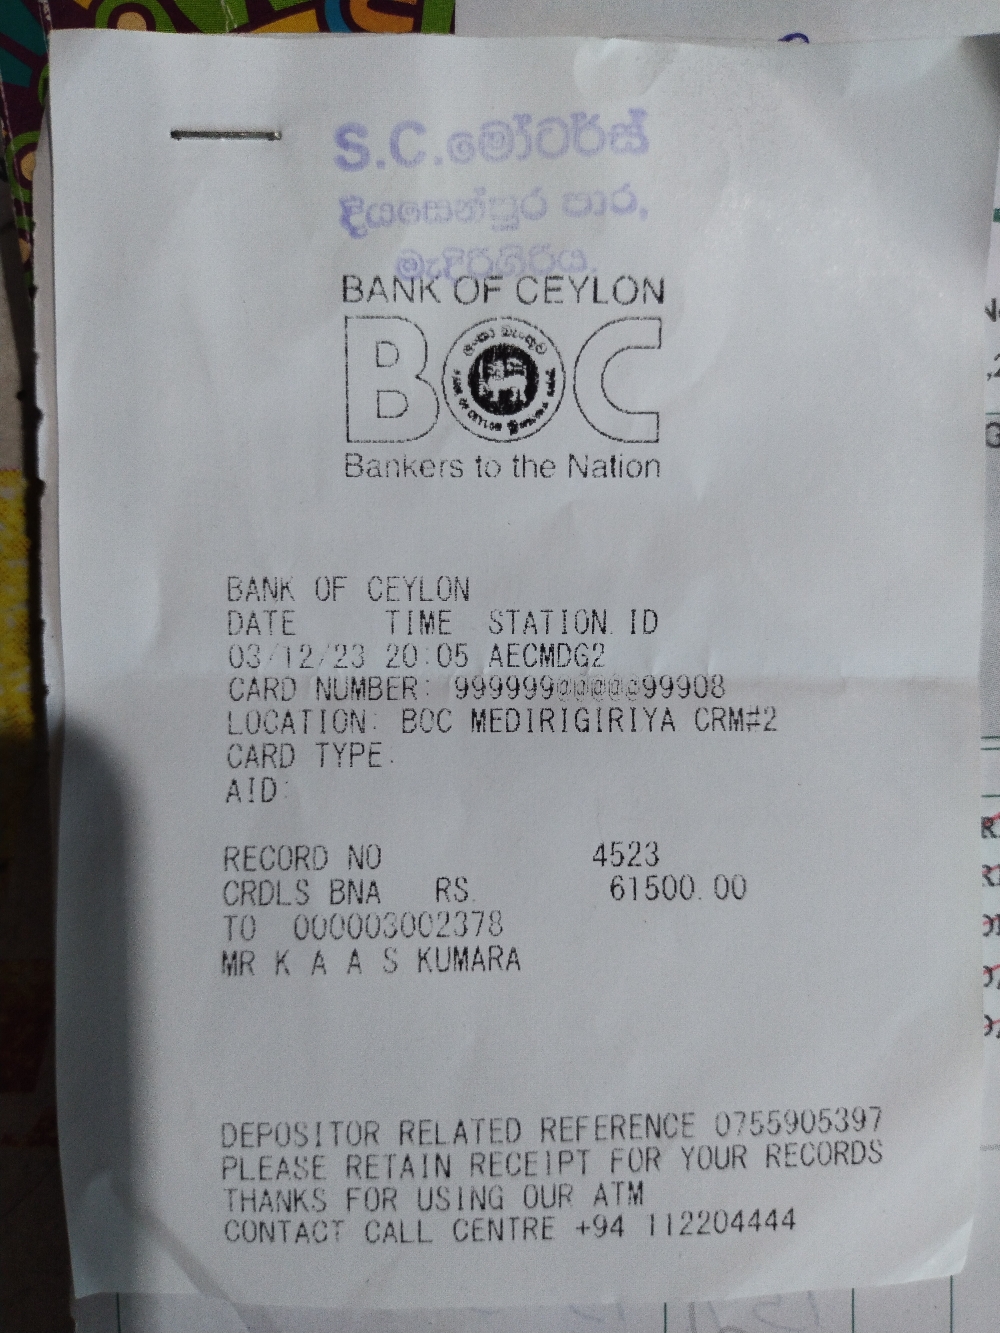 S.C.මෝටර්ස්
දියසෙන්පුර පාර,
මැදිරිගිරිය.
BANK OF CEYLON
BOC
Bankers to the Nation
BANK OF CEYLON
DATE TIME STATION ID
03/12/23 20:05 AECMDG2
CARD NUMBER: 999999@@@@@99908
LOCATION: BOC MEDIRIGIRIYA CRM#2
CARD TYPE:
AID:
RECORD NO 4523
CRDLS BNA RS. 61500.00
TO 000003002378
MR K A A S KUMARA
DEPOSITOR RELATED REFERENCE 0755905397
PLEASE RETAIN RECEIPT FOR YOUR RECORDS
THANKS FOR USING OUR ATM
CONTACT CALL CENTRE +94 112204444